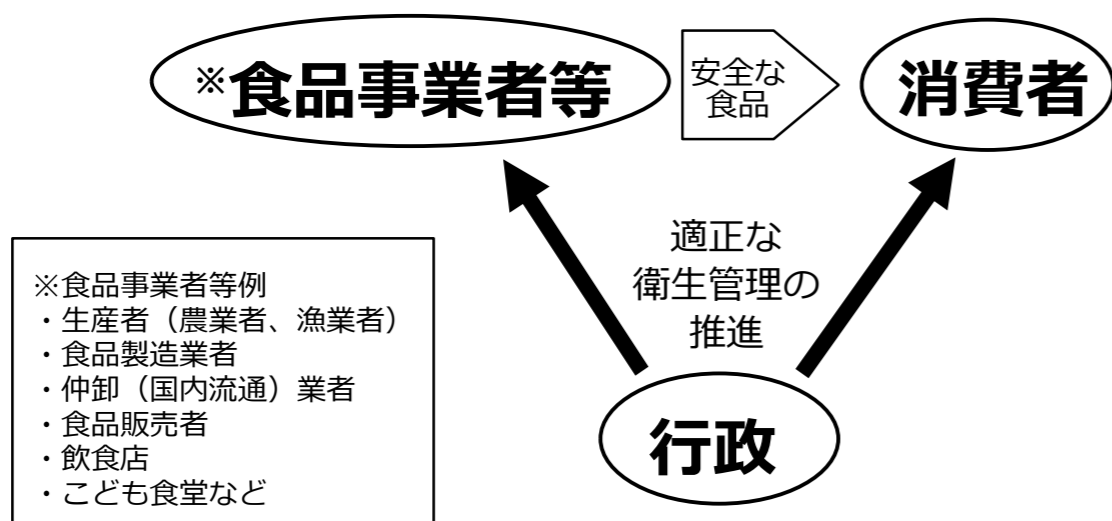 ※食品事業者等
安全な
食品
消費者
適正な
衛生管理の
推進
※食品事業者等例
・生産者（農業者、漁業者）
・食品製造業者
・仲卸（国内流通）業者
・食品販売者
・飲食店
・こども食堂など
行政